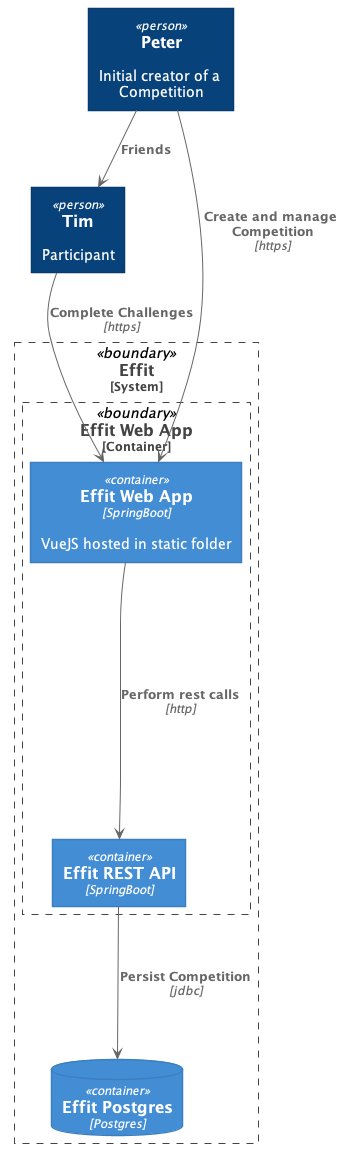 «person»
Peter
Initial creator of a
Competition
Friends
«person»
Tim
Participant
Create and manage
Competition
[https]
Complete Challenges
[https]
«boundary»
Effit
[System]
«boundary»
Effit Web App
[Container]
«container»
Effit Web App
[SpringBoot]
VueJS hosted in static folder
Perform rest calls
[http]
«container»
Effit REST API
[SpringBoot]
Persist Competition
[jdbc]
«container»
Effit Postgres
[Postgres]